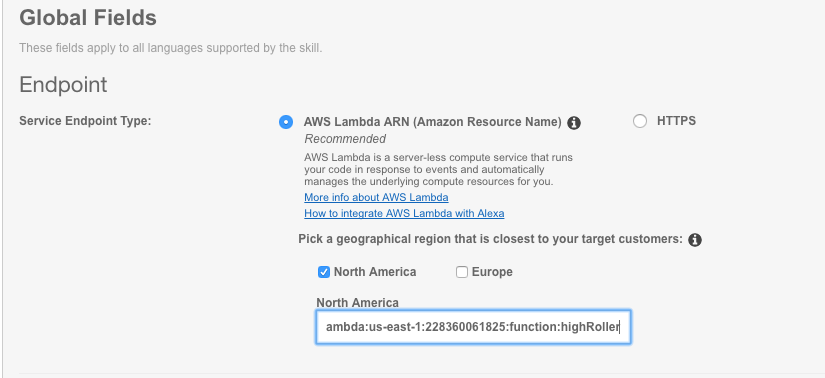 Global Fields
These fields apply to all languages supported by the skill.
Endpoint
Service Endpoint Type:
AWS Lambda ARN (Amazon Resource Name)
HTTPS
Recommended
AWS Lambda is a server-less compute service that runs
your code in response to events and automatically
manages the underlying compute resources for you.
More info about AWS Lambda
How to integrate AWS Lambda with Alexa
Pick a geographical region that is closest to your target customers:
North America
Europe
North America
ambda:us-east-1:228360061825:function:highRoller